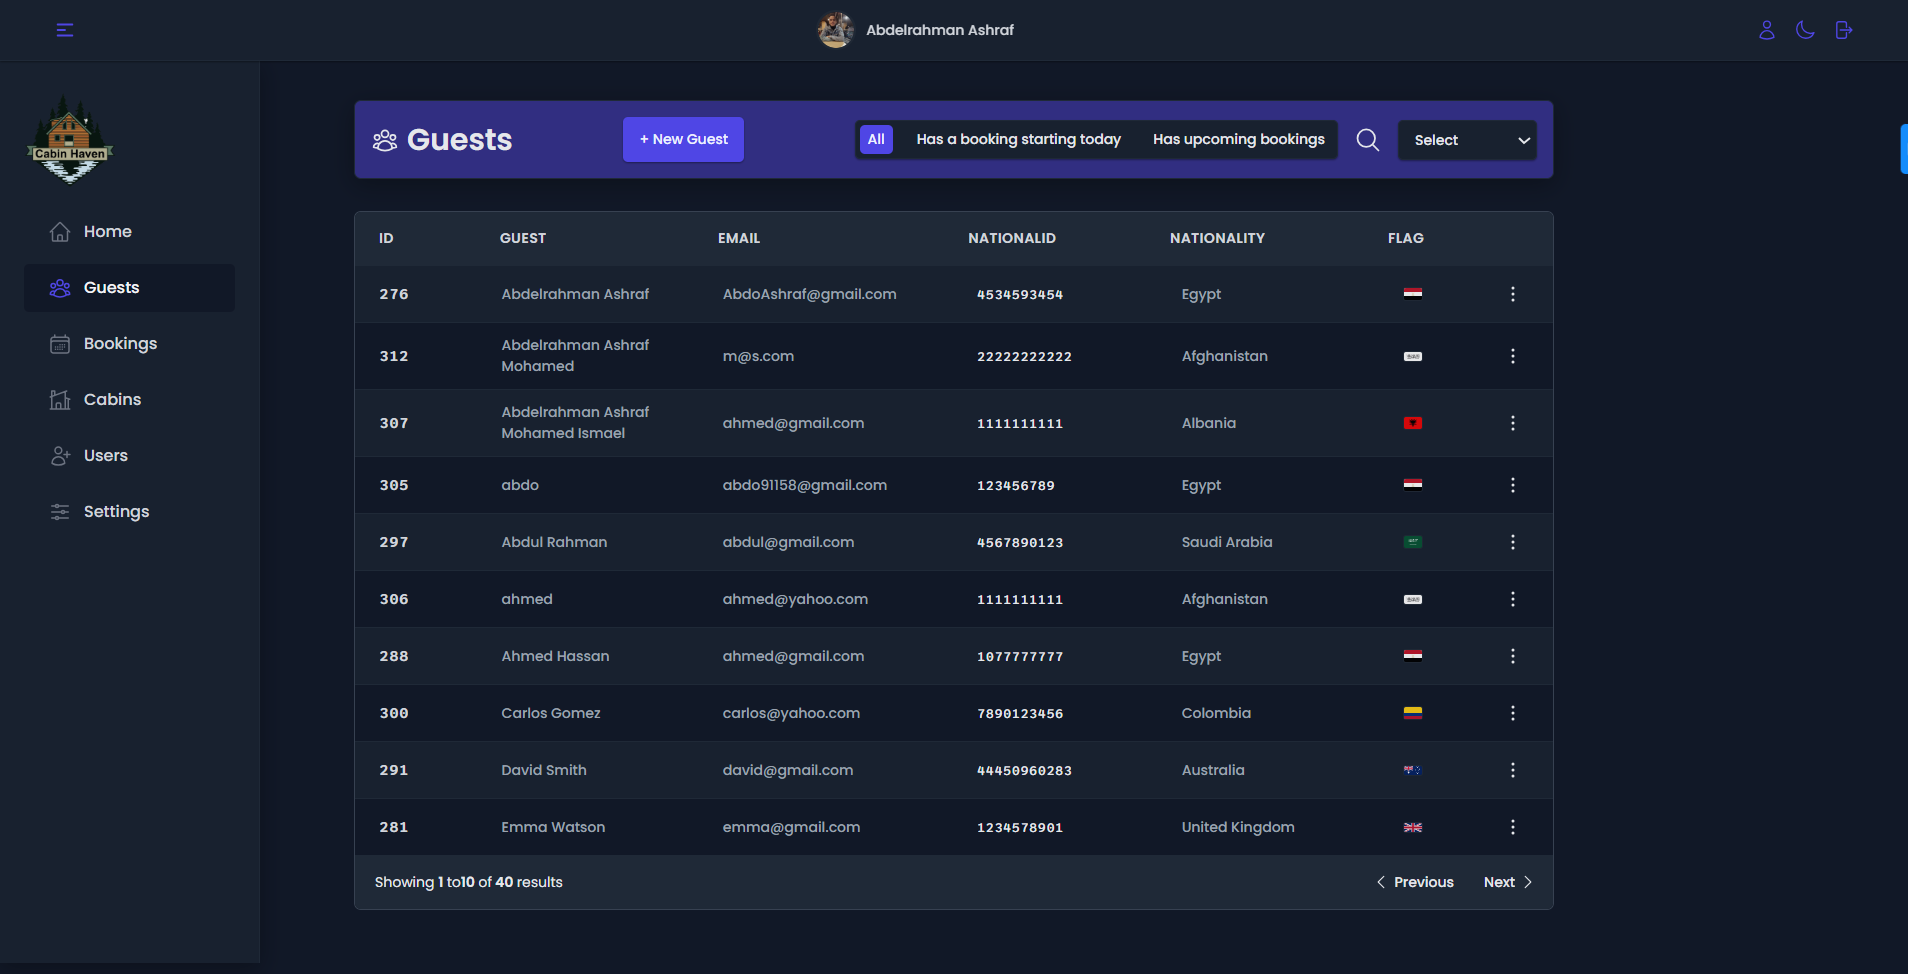 Abdelrahman Ashraf
Cabin Haven
Home
Guests
Bookings
Cabins
Users
Settings
Guests
+ New Guest
All Has a booking starting today Has upcoming bookings
Select
ID GUEST EMAIL NATIONALID NATIONALITY FLAG
276 Abdelrahman Ashraf AbdoAshraf@gmail.com 4534593454 Egypt
312 Abdelrahman Ashraf Mohamed m@s.com 22222222222 Afghanistan
307 Abdelrahman Ashraf Mohamed Ismael ahmed@gmail.com 1111111111 Albania
305 abdo abdo91158@gmail.com 123456789 Egypt
297 Abdul Rahman abdul@gmail.com 4567890123 Saudi Arabia
306 ahmed ahmed@yahoo.com 1111111111 Afghanistan
288 Ahmed Hassan ahmed@gmail.com 1077777777 Egypt
300 Carlos Gomez carlos@yahoo.com 7890123456 Colombia
291 David Smith david@gmail.com 44450960283 Australia
281 Emma Watson emma@gmail.com 1234578901 United Kingdom
Showing 1 to10 of 40 results
Previous Next